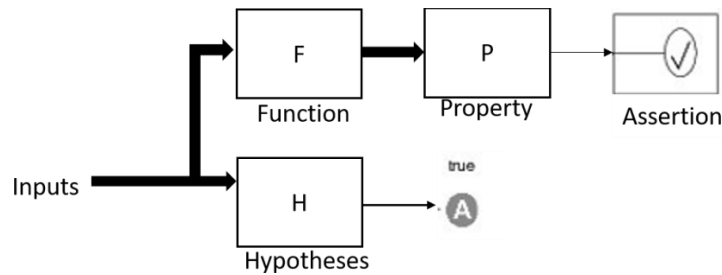 F
P
Function
Property
Assertion
Inputs
true
H
A
Hypotheses